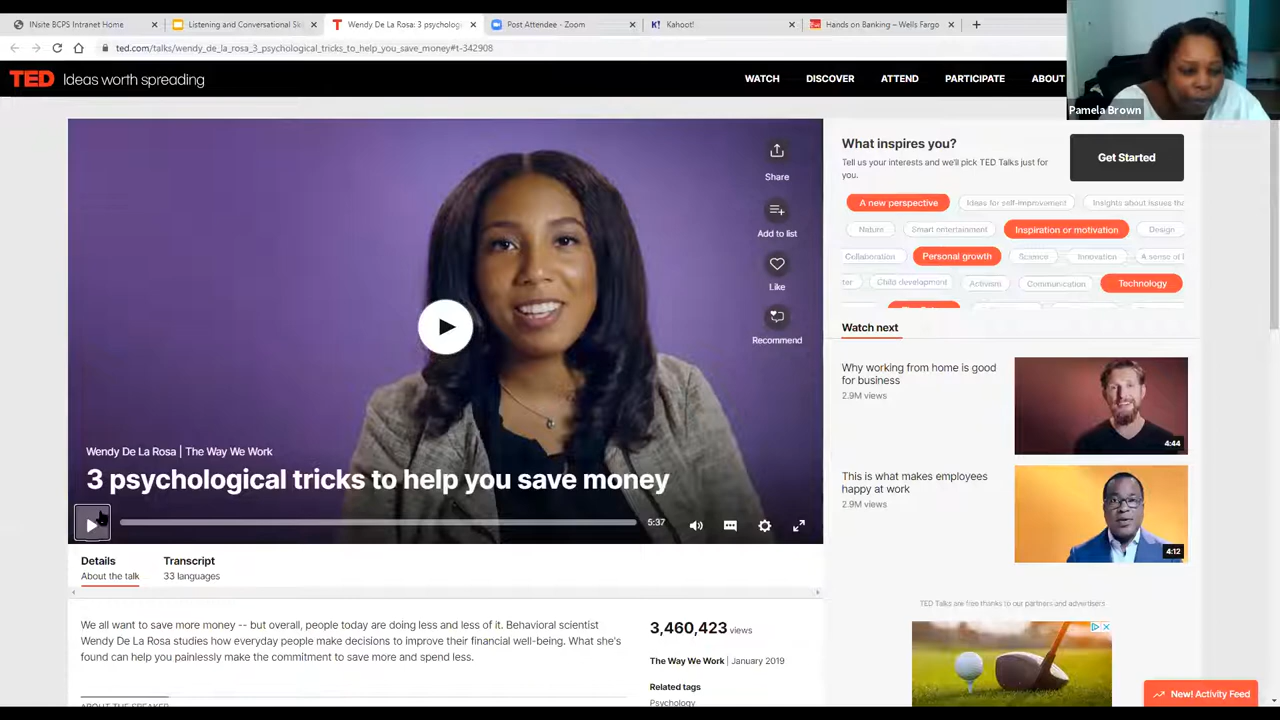 INsite BCPS Intranet Home
Listening and Conversational Ski
Wendy De La Rosa: 3 psycholog
Post Attendee - Zoom
Kahoot!
Hands on Banking – Wells Fargo
ted.com/talks/wendy_de_la_rosa_3_psychological_tricks_to_help_you_save_money#t-342908
Pamela Brown
TED Ideas worth spreading
WATCH DISCOVER ATTEND PARTICIPATE ABOUT
Share
Add to list
Like
Recommend
Wendy De La Rosa | The Way We Work
3 psychological tricks to help you save money
5:37
Details
About the talk
Transcript
33 languages
We all want to save more money -- but overall, people today are doing less and less of it. Behavioral scientist
Wendy De La Rosa studies how everyday people make decisions to improve their financial well-being. What she's
found can help you painlessly make the commitment to save more and spend less.
ABOUT THE SPEAKER
3,460,423 views
The Way We Work | January 2019
Related tags
Psychology
What inspires you?
Tell us your interests and we'll pick TED Talks just for
you.
Get Started
A new perspective Ideas for self-improvement Insights about issues tha
Nature Smart entertainment Inspiration or motivation Design
Collaboration Personal growth Science Innovation A sense of
ter Child development Activism Communication Technology
Watch next
Why working from home is good
for business
2.9M views
4:44
This is what makes employees
happy at work
2.9M views
4:12
TED Talks are free thanks to our partners and advertisers
New! Activity Feed